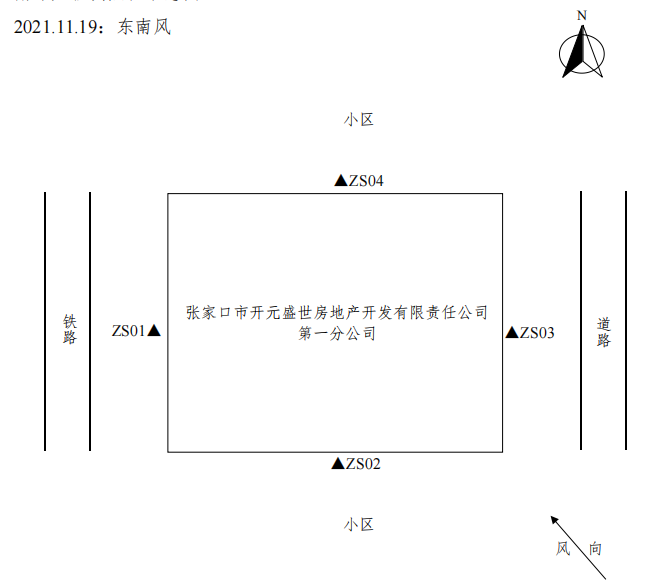 2021.11.19：东南风
N
小区
▲ZS04
张家口市开元盛世房地产开发有限责任公司
第一分公司
铁路
ZS01▲
▲ZS03
道路
▲ZS02
小区
风向